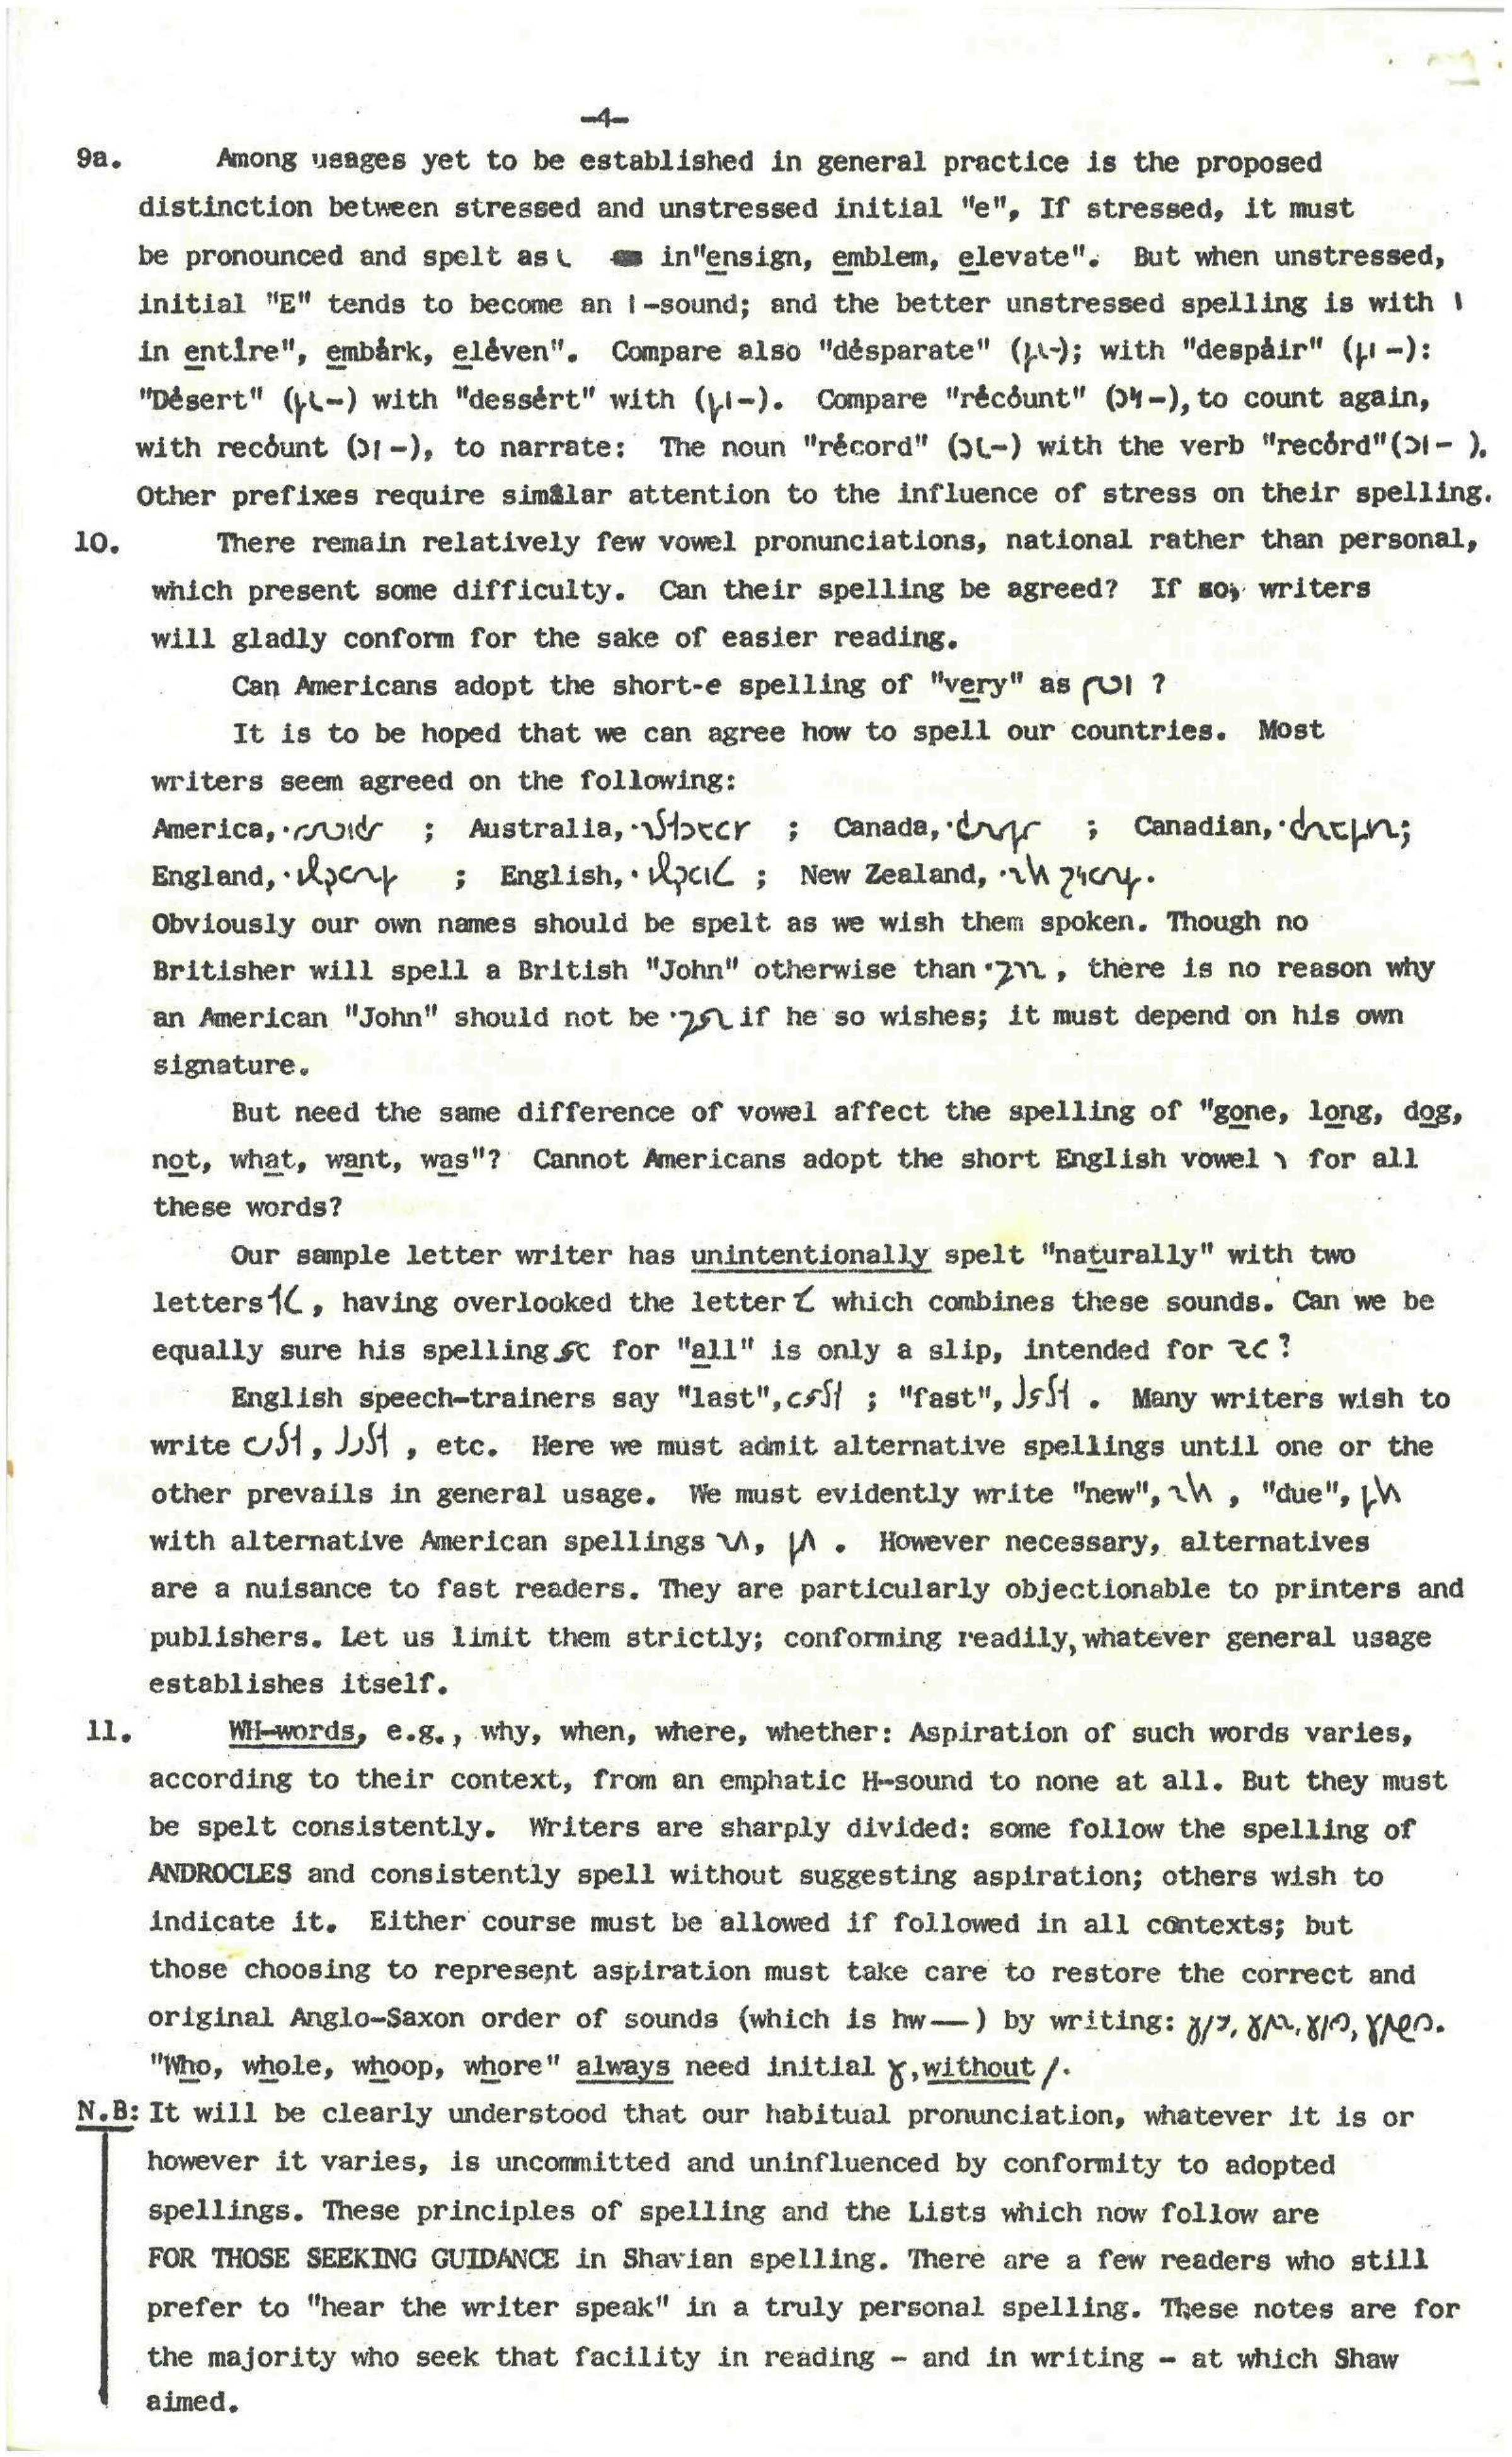 -4-
9a. Among usages yet to be established in general practice is the proposed
distinction between stressed and unstressed initial "e", If stressed, it must
be pronounced and spelt as 𐑧 in"ensign, emblem, elevate". But when unstressed,
initial "E" tends to become an 𐑦-sound; and the better unstressed spelling is with 𐑦
in entíre", embárk, eléven". Compare also "désparate" (𐑛𐑧-); with "despáir" (𐑛𐑦-):
"Désert" (𐑛𐑧-) with "dessért" with (𐑛𐑦-). Compare "récóunt" (𐑮𐑰-), to count again,
with recóunt (𐑮𐑦-), to narrate: The noun "récord" (𐑮𐑧-) with the verb "recórd"(𐑮𐑦- ).
Other prefixes require similar attention to the influence of stress on their spelling.
10. There remain relatively few vowel pronunciations, national rather than personal,
which present some difficulty. Can their spelling be agreed? If so, writers
will gladly conform for the sake of easier reading.
Can Americans adopt the short-e spelling of "very" as 𐑝𐑧𐑮𐑦 ?
It is to be hoped that we can agree how to spell our countries. Most
writers seem agreed on the following:
America, ·𐑩𐑥𐑧𐑮𐑦𐑒𐑩 ; Australia, ·𐑪𐑕𐑑𐑮𐑱𐑤𐑾 ; Canada, ·𐑒𐑨𐑯𐑩𐑛𐑩 ; Canadian, ·𐑒𐑩𐑯𐑱𐑛𐑾𐑯;
England, ·𐑦𐑙𐑜𐑤𐑩𐑯𐑛 ; English, ·𐑦𐑙𐑜𐑤𐑦𐑖 ; New Zealand, ·𐑯𐑿 𐑟𐑰𐑤𐑩𐑯𐑛.
Obviously our own names should be spelt as we wish them spoken. Though no
Britisher will spell a British "John" otherwise than ·𐑡𐑪𐑯, there is no reason why
an American "John" should not be ·𐑡𐑭𐑯 if he so wishes; it must depend on his own
signature.
But need the same difference of vowel affect the spelling of "gone, long, dog,
not, what, want, was"? Cannot Americans adopt the short English vowel 𐑪 for all
these words?
Our sample letter writer has unintentionally spelt "naturally" with two
letters 𐑑𐑖, having overlooked the letter 𐑗 which combines these sounds. Can we be
equally sure his spelling 𐑭𐑤 for "all" is only a slip, intended for 𐑷𐑤?
English speech-trainers say "last", 𐑤𐑭𐑕𐑑 ; "fast", 𐑓𐑭𐑕𐑑 . Many writers wish to
write 𐑤𐑨𐑕𐑑, 𐑓𐑨𐑕𐑑 , etc. Here we must admit alternative spellings until one or the
other prevails in general usage. We must evidently write "new", 𐑯𐑿 , "due", 𐑛𐑿
with alternative American spellings 𐑯𐑵, 𐑛𐑵 . However necessary, alternatives
are a nuisance to fast readers. They are particularly objectionable to printers and
publishers. Let us limit them strictly; conforming readily, whatever general usage
establishes itself.
11. WH-words, e.g., why, when, where, whether: Aspiration of such words varies,
according to their context, from an emphatic H-sound to none at all. But they must
be spelt consistently. Writers are sharply divided: some follow the spelling of
ANDROCLES and consistently spell without suggesting aspiration; others wish to
indicate it. Either course must be allowed if followed in all contexts; but
those choosing to represent aspiration must take care to restore the correct and
original Anglo-Saxon order of sounds (which is hw—) by writing: 𐑣𐑢𐑲, 𐑣𐑢𐑧𐑯, 𐑣𐑢𐑺, 𐑣𐑢𐑧𐑞𐑼.
"Who, whole, whoop, whore" always need initial 𐑣, without 𐑢.
N.B: It will be clearly understood that our habitual pronunciation, whatever it is or
however it varies, is uncommitted and uninfluenced by conformity to adopted
spellings. These principles of spelling and the Lists which now follow are
FOR THOSE SEEKING GUIDANCE in Shavian spelling. There are a few readers who still
prefer to "hear the writer speak" in a truly personal spelling. These notes are for
the majority who seek that facility in reading - and in writing - at which Shaw
aimed.